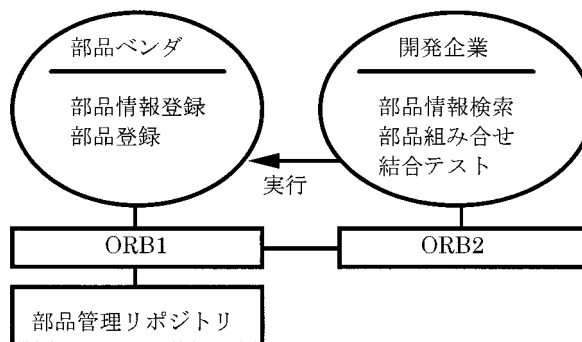 部品ベンダ
部品情報登録
部品登録
開発企業
部品情報検索
部品組み合せ
結合テスト
実行
ORB1
ORB2
部品管理リポジトリ